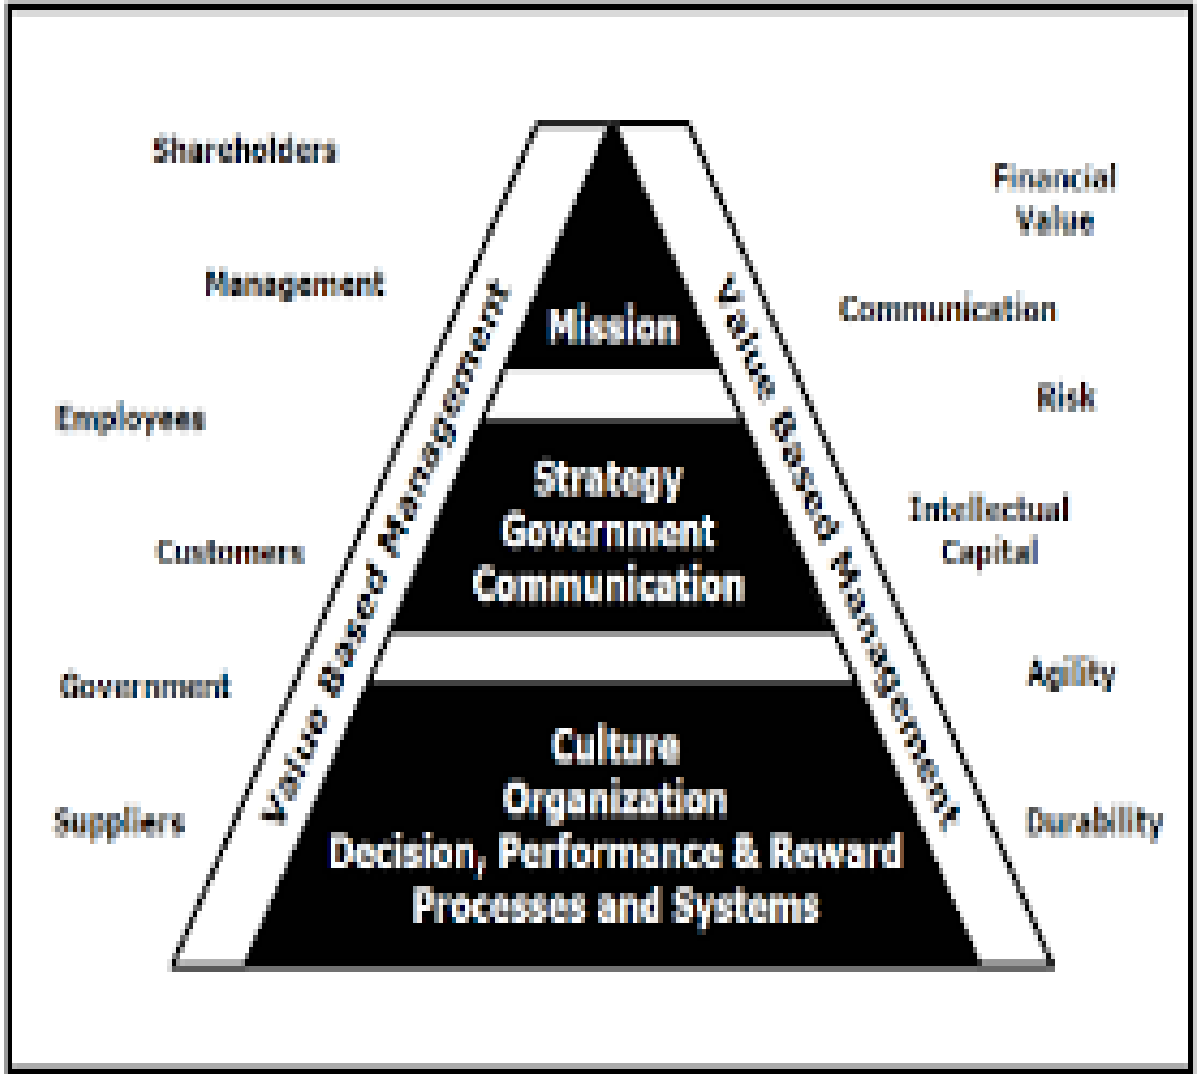 Shareholders
Management
Employees
Customers
Government
Suppliers
Value Based Management
Mission
Strategy
Government
Communication
Culture
Organization
Decision, Performance & Reward
Processes and Systems
Value Based Management
Financial
Value
Communication
Risk
Intellectual
Capital
Agility
Durability